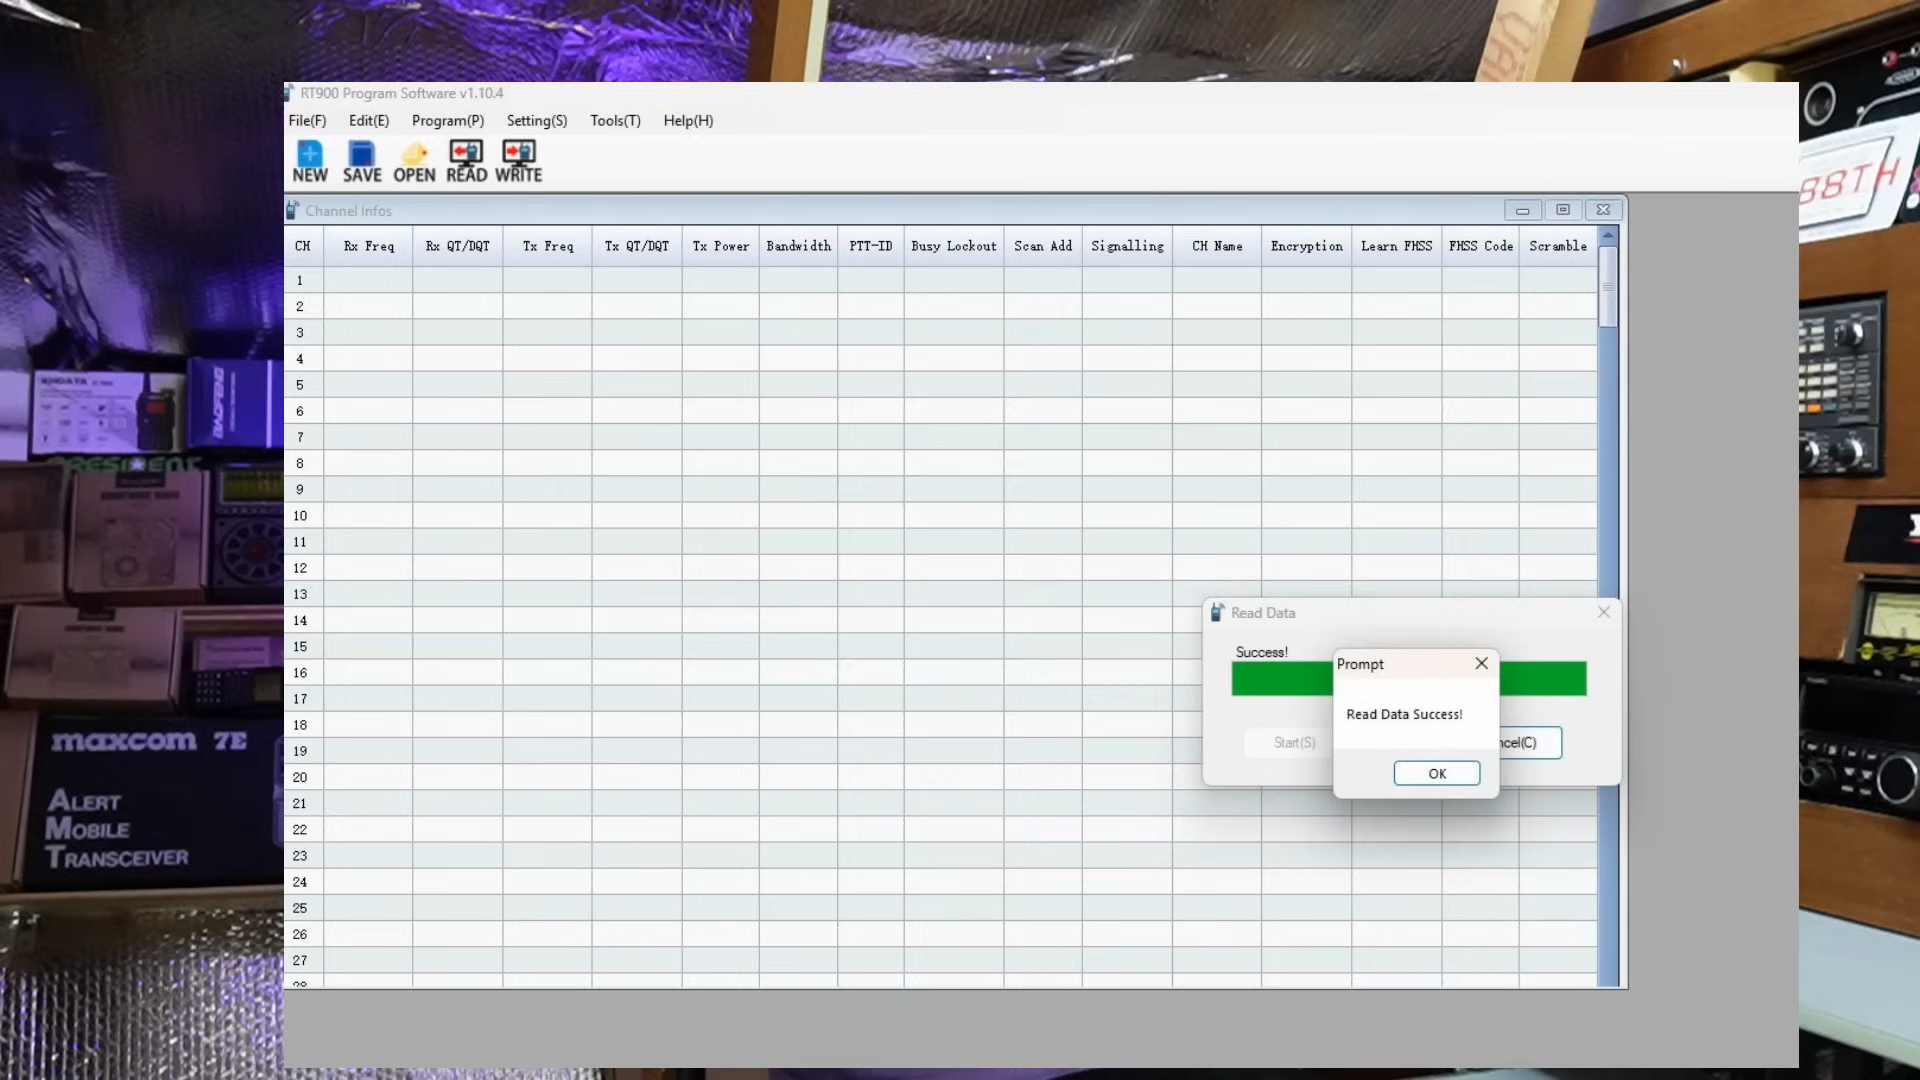 RT900 Program Software v1.10.4
File(F) Edit(E) Program(P) Setting(S) Tools(T) Help(H)
NEW SAVE OPEN READ WRITE
Channel Infos
CH Rx Freq Rx QT/DQT Tx Freq Tx QT/DQT Tx Power Bandwidth PTT-ID Busy Lockout Scan Add Signalling CH Name Encryption Learn FHSS FHSS Code Scramble
1
2
3
4
5
6
7
8
9
10
11
12
13
14
15
16
17
18
19
20
21
22
23
24
25
26
27
28
Read Data
Success!
Prompt
Read Data Success!
Start(S)
ncel(C)
OK
88TH
BAOFENG
PRESIDENT
maxcom 7E
ALERT
MOBILE
TRANSCEIVER